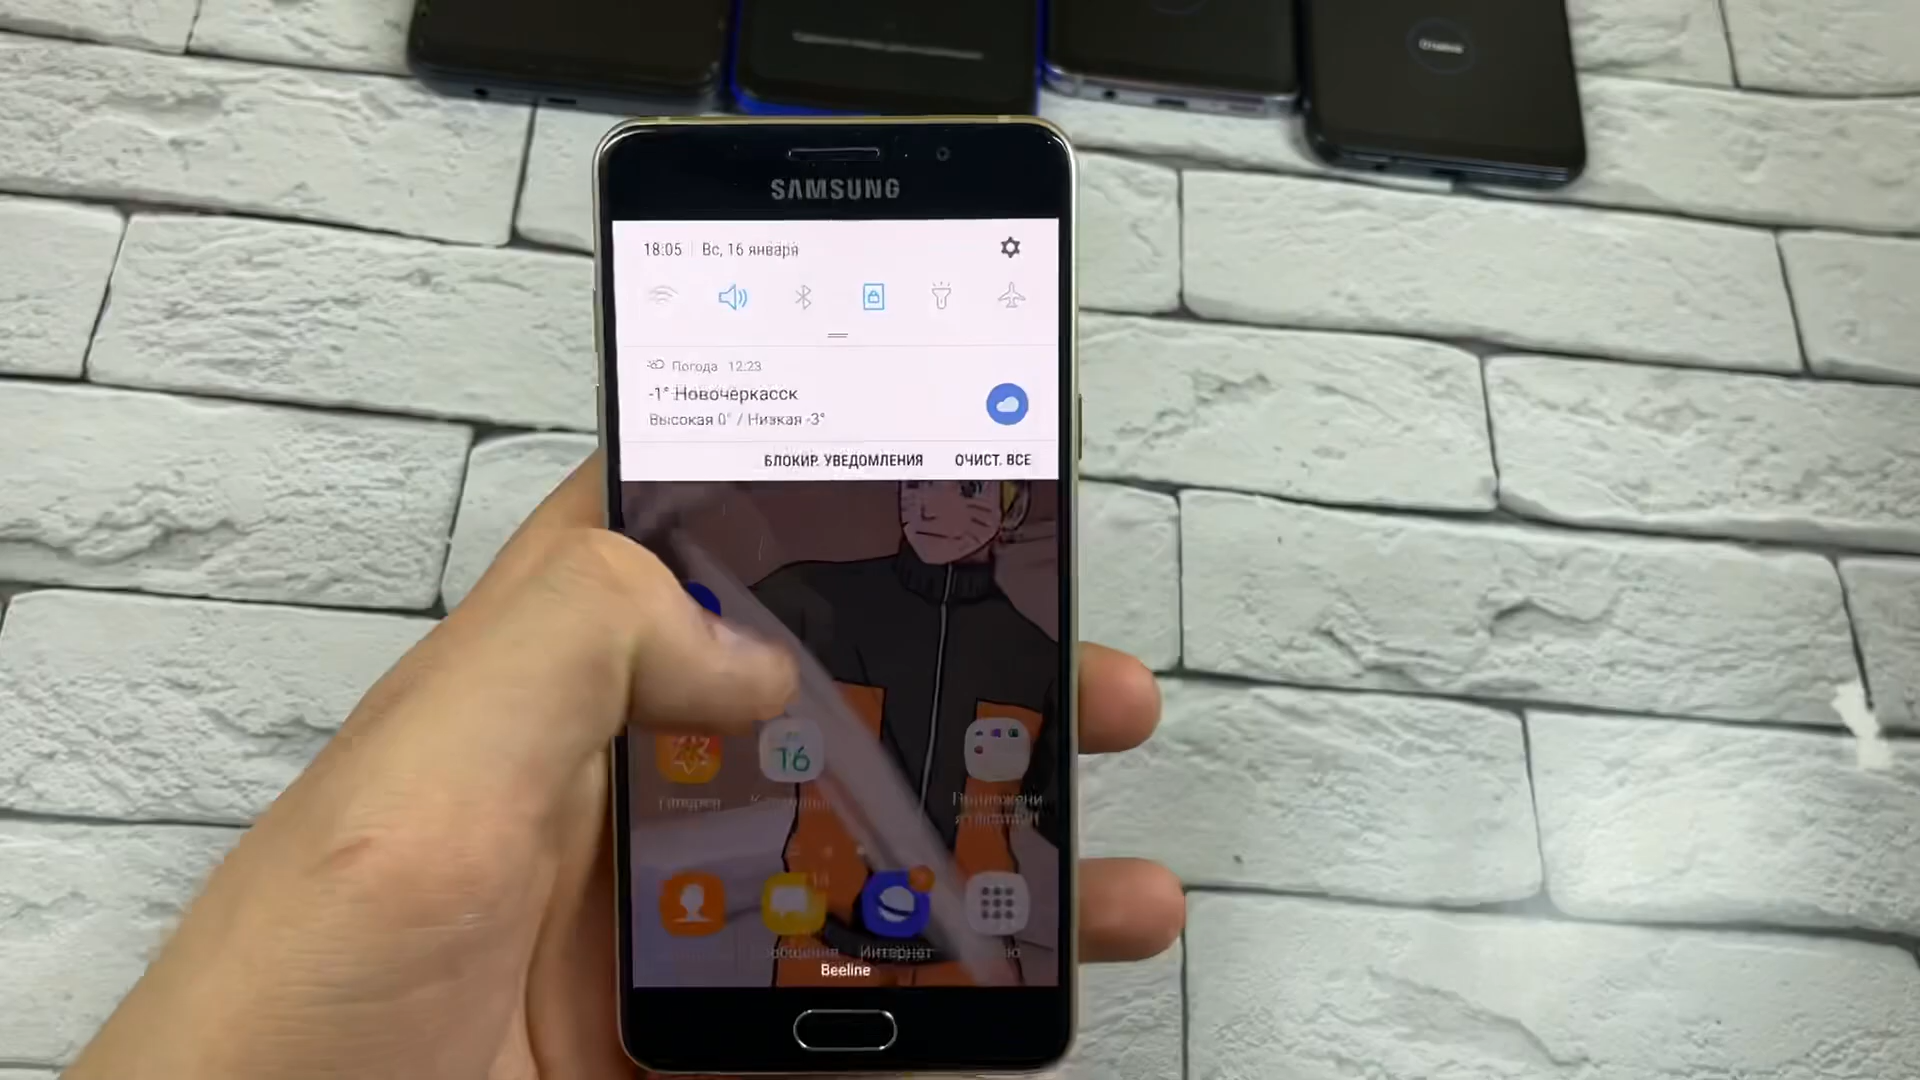 SAMSUNG
18:05 Вс, 16 января
Погода 12:23
-1° Новочеркасск
Высокая 0° / Низкая -3°
БЛОКИР. УВЕДОМЛЕНИЯ ОЧИСТ. ВСЕ
16
Галерея
Интернет
Beeline